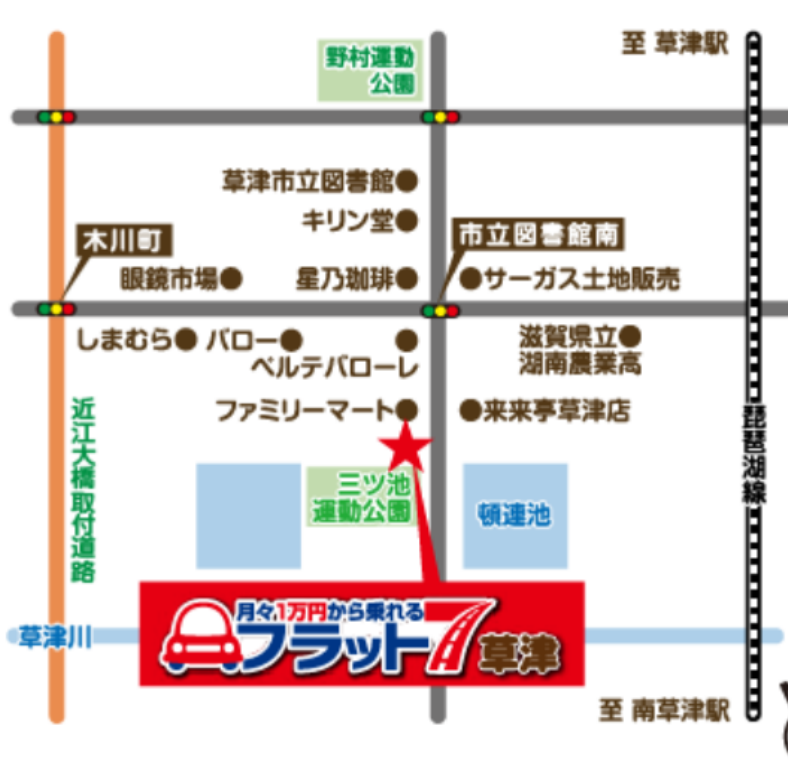 野村運動
公園
至 草津駅
草津市立図書館
キリン堂
木川町
市立図書館南
眼鏡市場
星乃珈琲
サーガス土地販売
しまむら
バロー
ベルテバローレ
滋賀県立
湖南農業高
ファミリーマート
来来亭草津店
近江大橋取付道路
琵琶湖線
三ツ池
運動公園
頓連池
草津川
月々1万円から乗れる
フラット7
草津
至 南草津駅